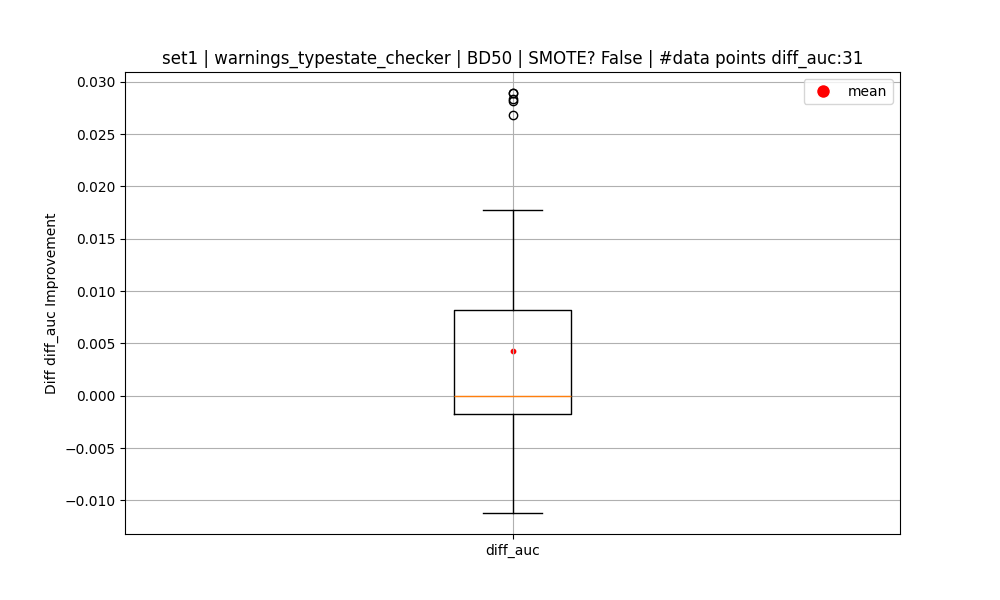 set1 | warnings_typestate_checker | BD50 | SMOTE? False | #data points diff_auc:31
mean
Diff diff_auc Improvement
0.030
0.025
0.020
0.015
0.010
0.005
0.000
−0.005
−0.010
diff_auc